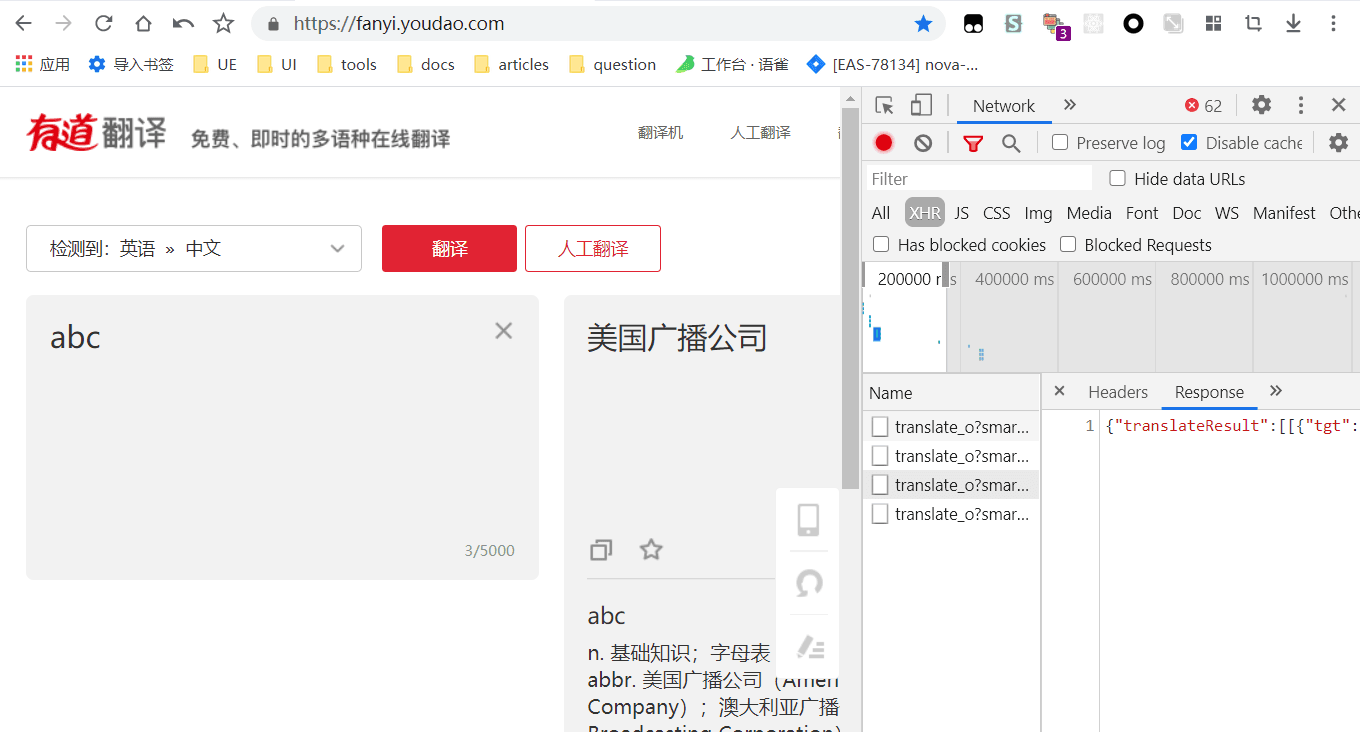 https://fanyi.youdao.com
3
应用 导入书签 UE UI tools docs articles question 工作台 · 语雀 [EAS-78134] nova-...
有道翻译 免费、即时的多语种在线翻译 翻译机 人工翻译
Network 62
Preserve log Disable cache
Filter Hide data URLs
All XHR JS CSS Img Media Font Doc WS Manifest Othe
Has blocked cookies Blocked Requests
200000 ms 400000 ms 600000 ms 800000 ms 1000000 ms
检测到：英语 » 中文 翻译 人工翻译
abc
3/5000
美国广播公司
abc
n. 基础知识；字母表
abbr. 美国广播公司（Amen
Company）；澳大利亚广播
Broadcasting Corporation）
Name
translate_o?smar...
translate_o?smar...
translate_o?smar...
translate_o?smar...
Headers Response
1 {"translateResult":[[{"tgt":